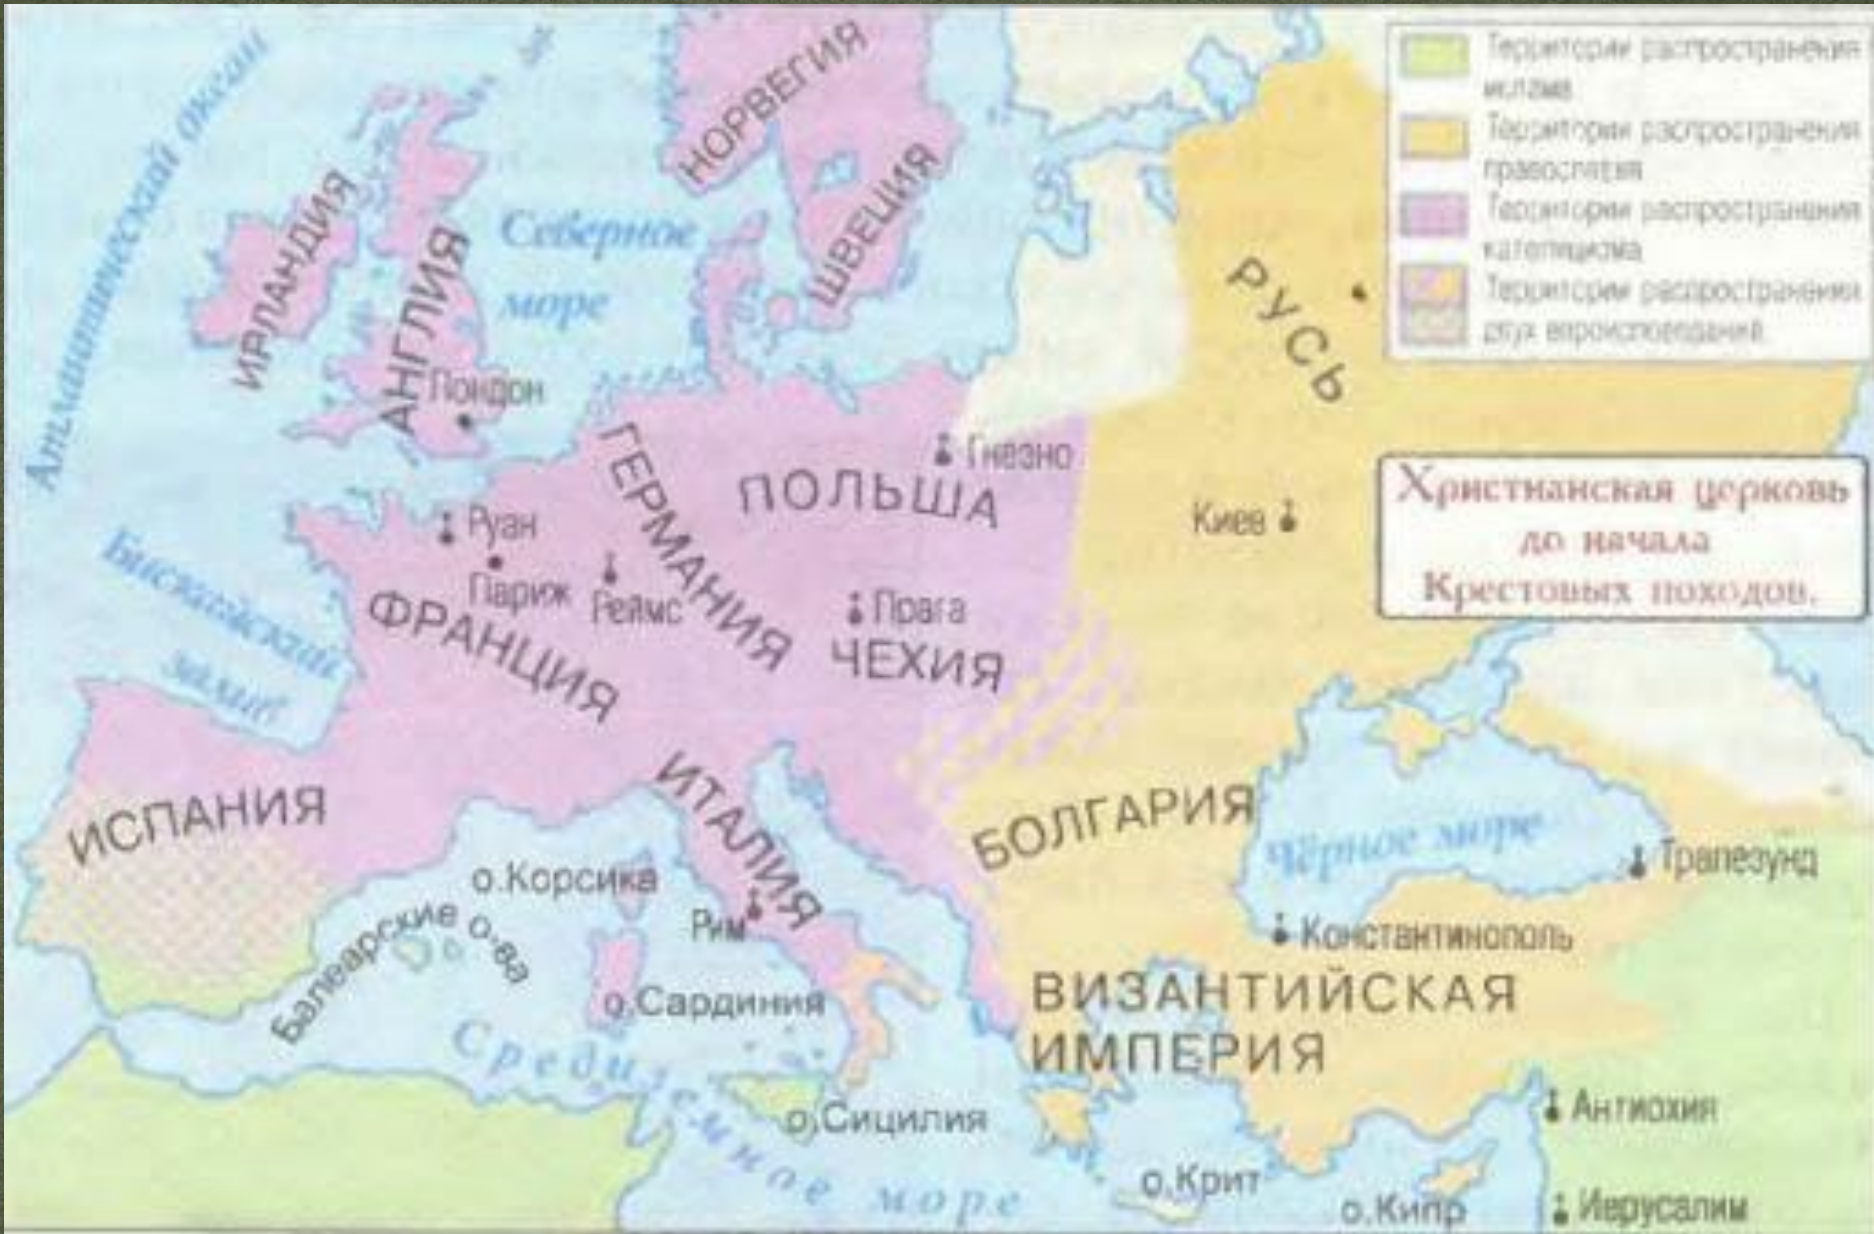 Атлантический океан
НОРВЕГИЯ
ШВЕЦИЯ
ИРЛАНДИЯ
АНГЛИЯ
Лондон
Северное
море
Территории распространения
ислама
Территории распространения
православия
Территории распространения
католицизма
Территории распространения
двух вероисповеданий
РУСЬ
Христианская церковь
до начала
Крестовых походов.
Гнезно
ПОЛЬША
ГЕРМАНИЯ
Киев
Руан
Париж
Реймс
Прага
ЧЕХИЯ
ФРАНЦИЯ
Бискайский
залив
ИСПАНИЯ
ИТАЛИЯ
БОЛГАРИЯ
Чёрное море
Трапезунд
о.Корсика
Рим
Балеарские о-ва
Константинополь
о.Сардиния
ВИЗАНТИЙСКАЯ
ИМПЕРИЯ
Средиземное море
о.Сицилия
Антиохия
о.Крит
о.Кипр
Иерусалим